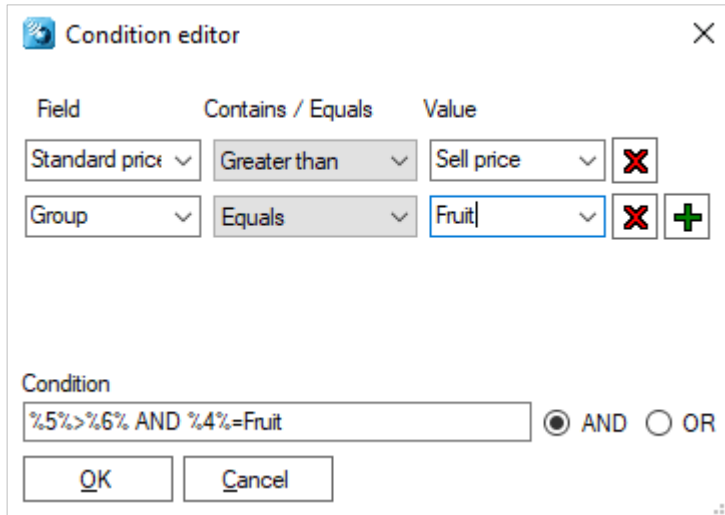 Condition editor
Field Contains / Equals Value
Standard price Greater than Sell price
Group Equals Fruit
Condition
%5%>%6% AND %4%=Fruit AND OR
OK Cancel